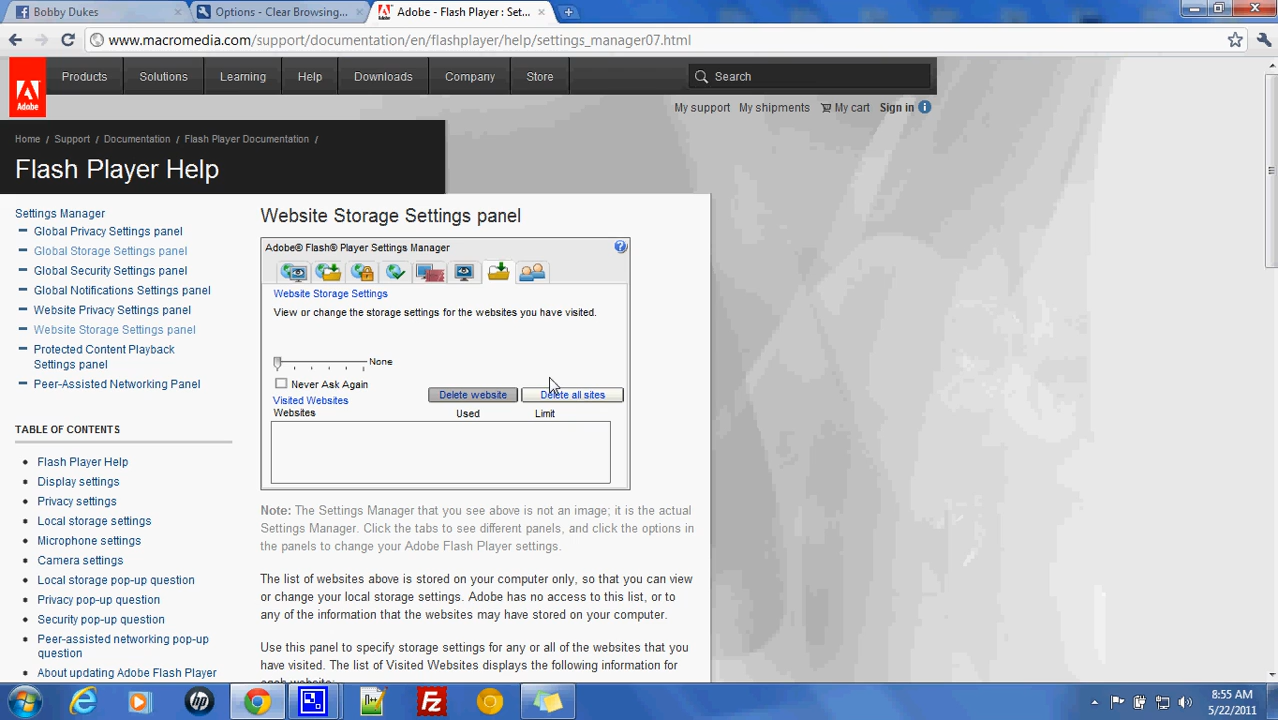 Bobby Dukes
Options - Clear Browsing...
Adobe - Flash Player : Set...
www.macromedia.com/support/documentation/en/flashplayer/help/settings_manager07.html
Adobe
Products
Solutions
Learning
Help
Downloads
Company
Store
Search
My support
My shipments
My cart
Sign in
Home / Support / Documentation / Flash Player Documentation /
Flash Player Help
Settings Manager
Global Privacy Settings panel
Global Storage Settings panel
Global Security Settings panel
Global Notifications Settings panel
Website Privacy Settings panel
Website Storage Settings panel
Protected Content Playback
Settings panel
Peer-Assisted Networking Panel
TABLE OF CONTENTS
Flash Player Help
Display settings
Privacy settings
Local storage settings
Microphone settings
Camera settings
Local storage pop-up question
Privacy pop-up question
Security pop-up question
Peer-assisted networking pop-up
question
About updating Adobe Flash Player
Website Storage Settings panel
Adobe® Flash® Player Settings Manager
Website Storage Settings
View or change the storage settings for the websites you have visited.
None
Never Ask Again
Visited Websites
Delete website
Delete all sites
Websites
Used
Limit
Note: The Settings Manager that you see above is not an image; it is the actual
Settings Manager. Click the tabs to see different panels, and click the options in
the panels to change your Adobe Flash Player settings.
The list of websites above is stored on your computer only, so that you can view
or change your local storage settings. Adobe has no access to this list, or to
any of the information that the websites may have stored on your computer.
Use this panel to specify storage settings for any or all of the websites that you
have visited. The list of Visited Websites displays the following information for
each website:
hp
8:55 AM
5/22/2011